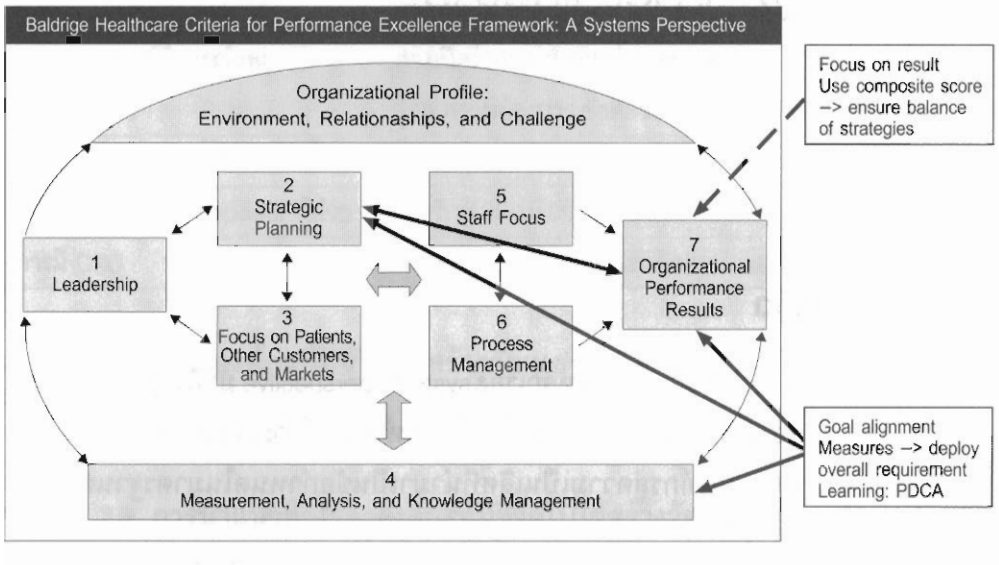 Baldrige Healthcare Criteria for Performance Excellence Framework: A Systems Perspective
Organizational Profile:
Environment, Relationaships, and Challenge
Focus on result
Use composite score
—> ensure balance
of strategies
2
Strategic
Planning
5
Staff Focus
1
Leadership
7
Organizational
Performance
Results
3
Focus on Patients,
Other Customers,
and Markets
6
Process
Management
Goal alignment
Measures —> deploy
overall requirement
Learning: PDCA
4
Measurement, Analysis, and Knowledge Management